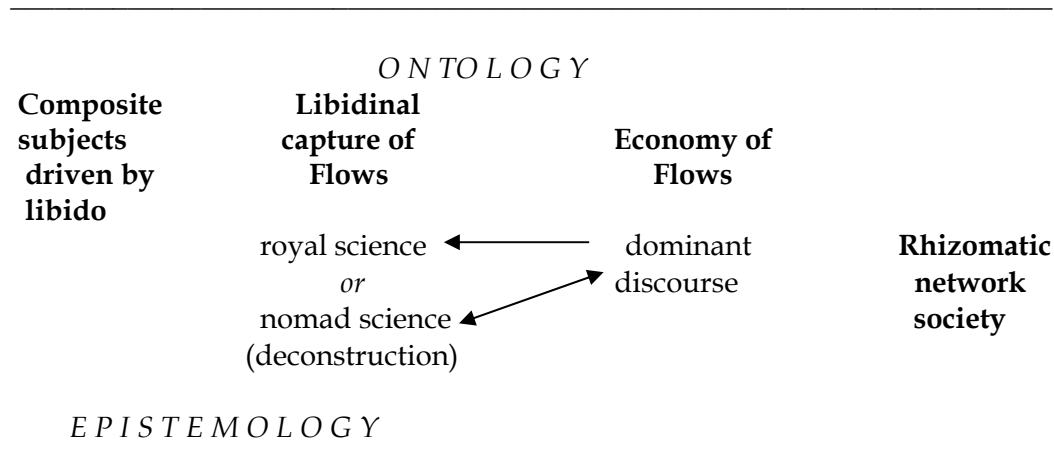 O N TO L O G Y
Composite Libidinal
subjects capture of Economy of
driven by Flows Flows
libido
royal science dominant Rhizomatic
or discourse network
nomad science society
(deconstruction)
E P I S T E M O L O G Y